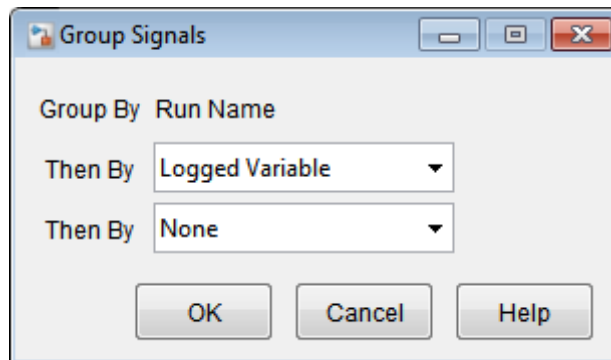 Group Signals
Group By Run Name
Then By Logged Variable
Then By None
OK Cancel Help